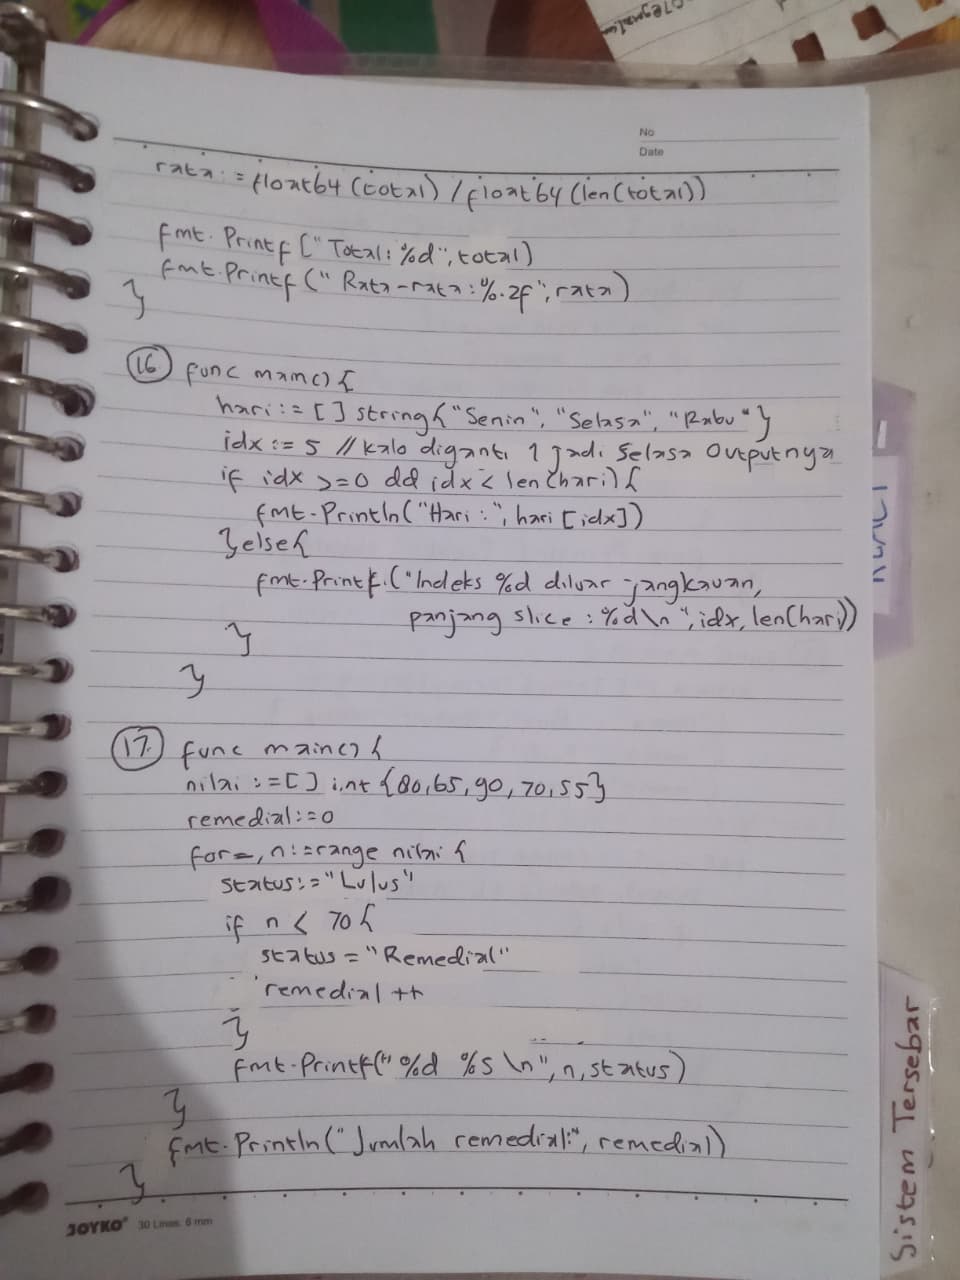 No
Date
rata := float64 (total) / float64 (len(total))
fmt. Printf ("Total: %d", total)
fmt. Printf (" Rata-rata : %.2f", rata)
}
16 func main() {
hari := [] string{ "Senin", "Selasa", "Rabu" }
idx := 5 // kalo diganti 1 jadi Selasa Outputnya
if idx >= 0 dd idx < len(hari) {
fmt.Println("Hari :", hari [idx])
} else {
fmt.Printf.("Indeks %d diluar jangkauan,
panjang slice : %d \n ", idx, len(hari))
}
}
17. func main() {
nilai := [] int {80, 65, 90, 70, 55}
remedial := 0
for =, n := range nilai {
status := "Lulus"
if n < 70 {
status = "Remedial"
remedial ++
}
fmt.Printf(" %d %s \n", n, status)
}
fmt.Println(" Jumlah remedial:", remedial)
}
JOYKO® 30 Lines. 6 mm
Sistem Tersebar